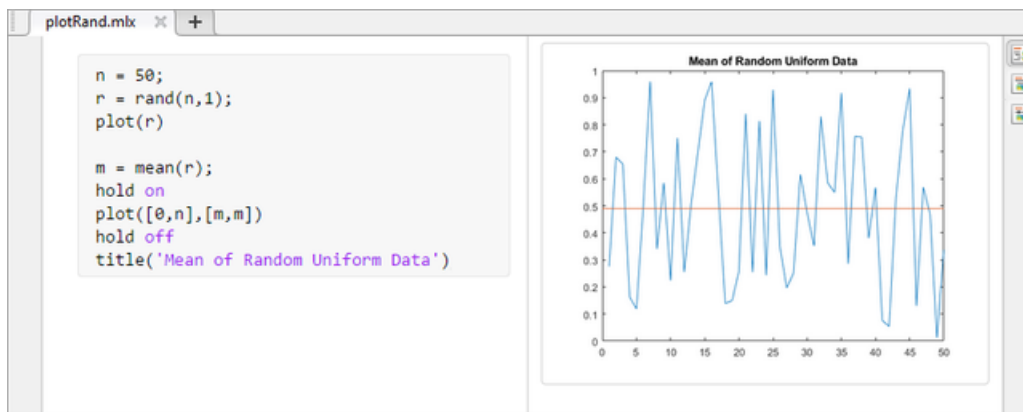 plotRand.mlx
n = 50;
r = rand(n,1);
plot(r)
m = mean(r);
hold on
plot([0,n],[m,m])
hold off
title('Mean of Random Uniform Data')
Mean of Random Uniform Data
1
0.9
0.8
0.7
0.6
0.5
0.4
0.3
0.2
0.1
0
0 5 10 15 20 25 30 35 40 45 50